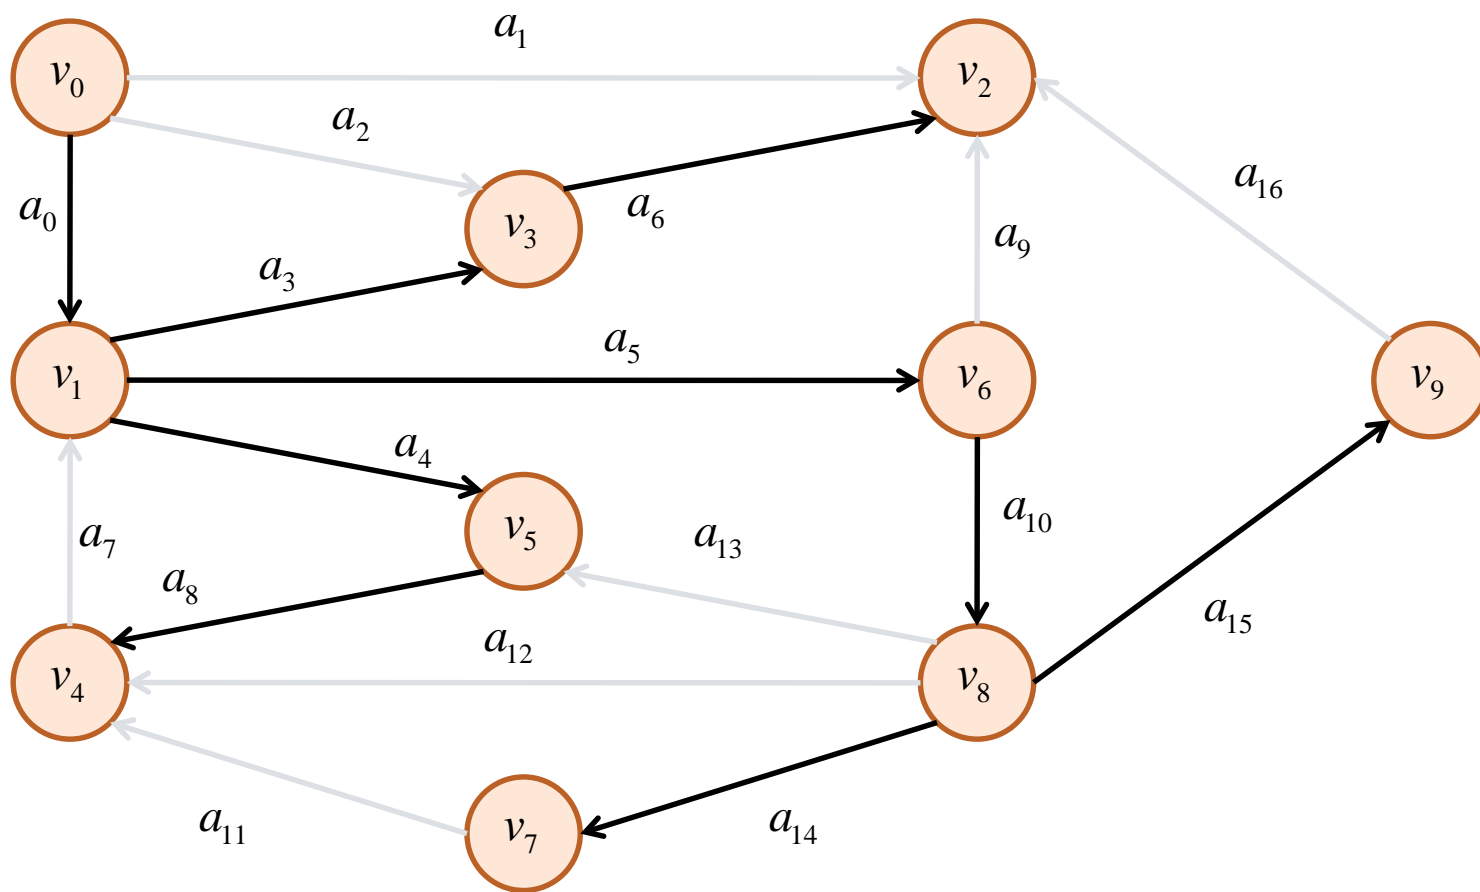 a₁
v₀
v₂
a₂
a₁₆
a₀
a₆
v₃
a₉
a₃
a₅
v₁
v₆
v₉
a₄
a₁₀
a₇
v₅
a₁₃
a₈
a₁₅
a₁₂
v₄
v₈
a₁₁
v₇
a₁₄